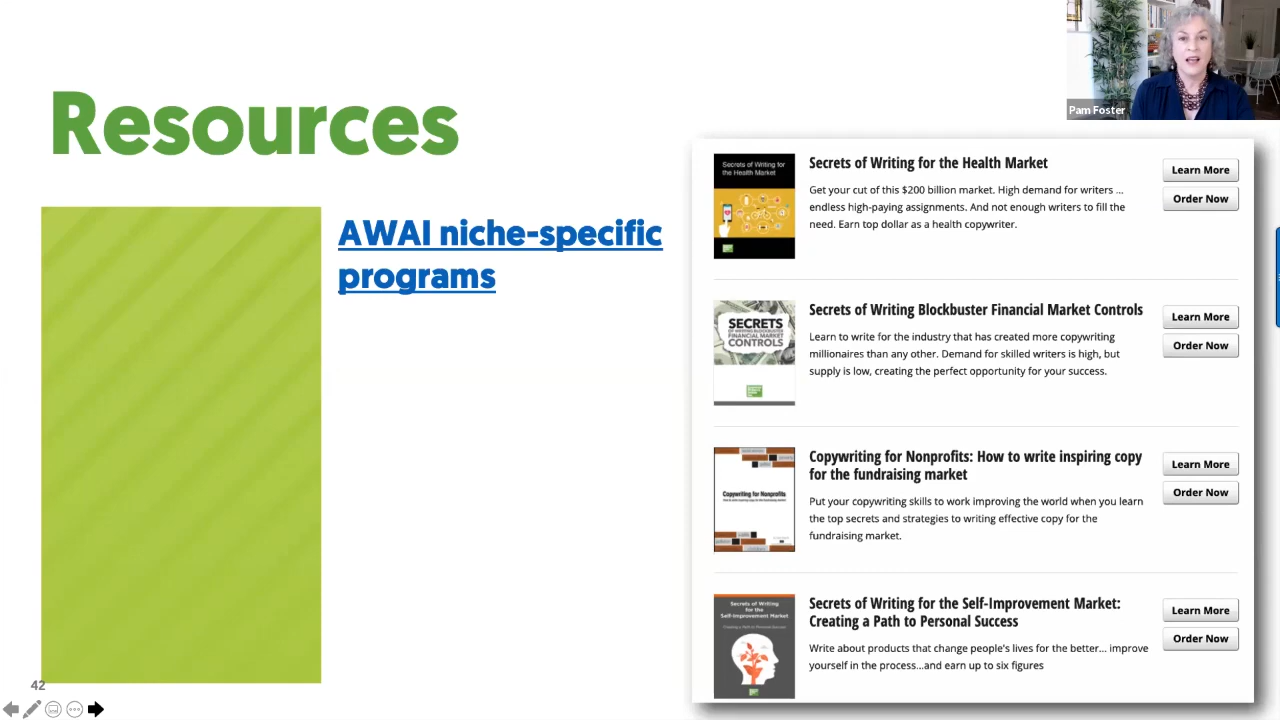 Resources
Pam Foster
AWAI niche-specific
programs
Secrets of Writing for
the Health Market
Secrets of Writing for the Health Market
Get your cut of this $200 billion market. High demand for writers ...
endless high-paying assignments. And not enough writers to fill the
need. Earn top dollar as a health copywriter.
Learn More
Order Now
SECRETS
OF WRITING BLOCKBUSTER
FINANCIAL MARKET
CONTROLS
Secrets of Writing Blockbuster Financial Market Controls
Learn to write for the industry that has created more copywriting
millionaires than any other. Demand for skilled writers is high, but
supply is low, creating the perfect opportunity for your success.
Learn More
Order Now
Copywriting for Nonprofits
Copywriting for Nonprofits: How to write inspiring copy
for the fundraising market
Put your copywriting skills to work improving the world when you learn
the top secrets and strategies to writing effective copy for the
fundraising market.
Learn More
Order Now
Secrets of Writing
for the
Self-Improvement Market
Secrets of Writing for the Self-Improvement Market:
Creating a Path to Personal Success
Write about products that change people's lives for the better... improve
yourself in the process...and earn up to six figures
Learn More
Order Now
42